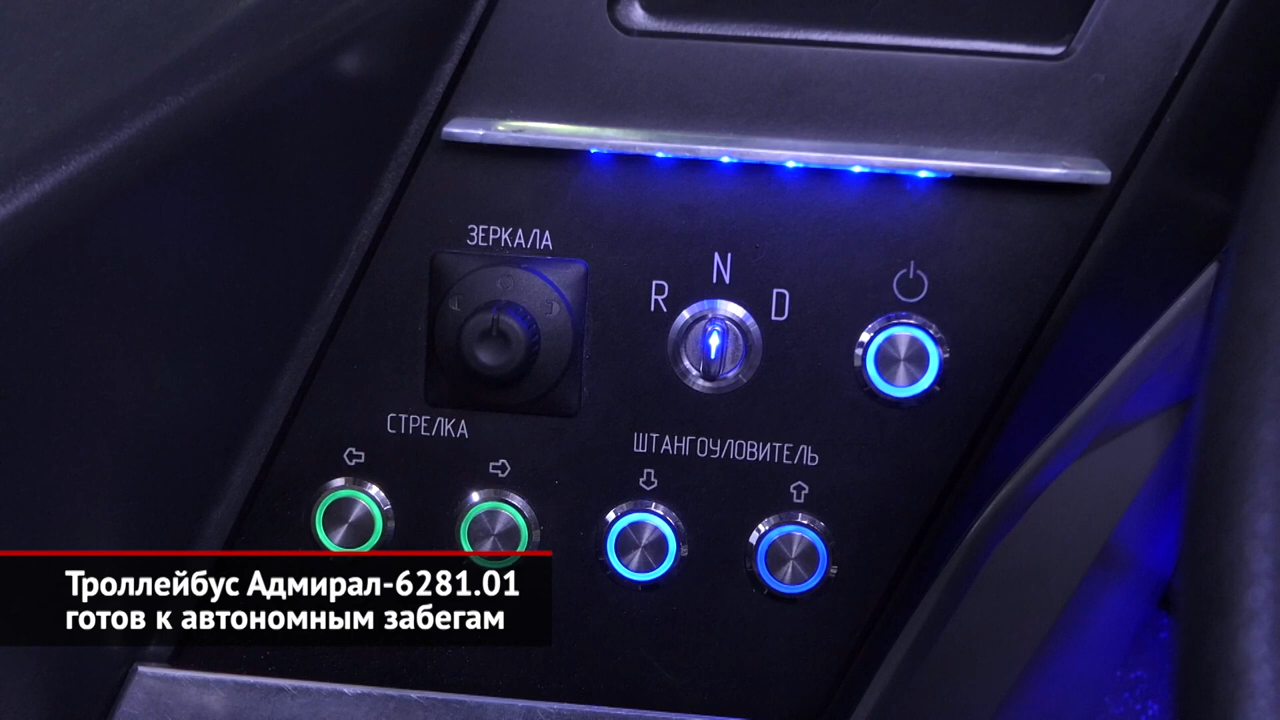 ЗЕРКАЛА
R N D
СТРЕЛКА
ШТАНГОУЛОВИТЕЛЬ
Троллейбус Адмирал-6281.01
готов к автономным забегам